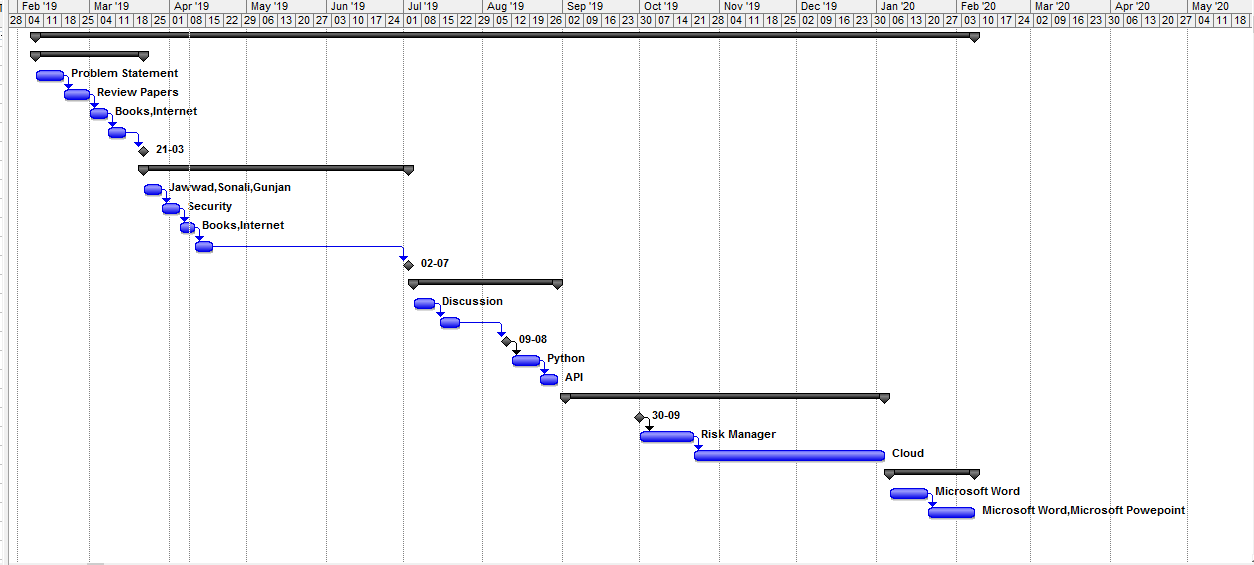 Feb '19 Mar '19 Apr '19 May '19 Jun '19 Jul '19 Aug '19 Sep '19 Oct '19 Nov '19 Dec '19 Jan '20 Feb '20 Mar '20 Apr '20 May '20
28 04 11 18 25 04 11 18 25 01 08 15 22 29 06 13 20 27 03 10 17 24 01 08 15 22 29 05 12 19 26 02 09 16 23 30 07 14 21 28 04 11 18 25 02 09 16 23 30 06 13 20 27 03 10 17 24 02 09 16 23 30 06 13 20 27 04 11 18
Problem Statement
Review Papers
Books,Internet
21-03
Jawwad,Sonali,Gunjan
Security
Books,Internet
02-07
Discussion
09-08
Python
API
30-09
Risk Manager
Cloud
Microsoft Word
Microsoft Word,Microsoft Powepoint